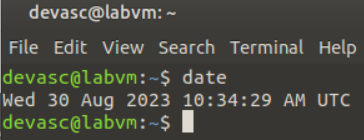 devasc@labvm: ~
File Edit View Search Terminal Help
devasc@labvm:~$ date
Wed 30 Aug 2023 10:34:29 AM UTC
devasc@labvm:~$